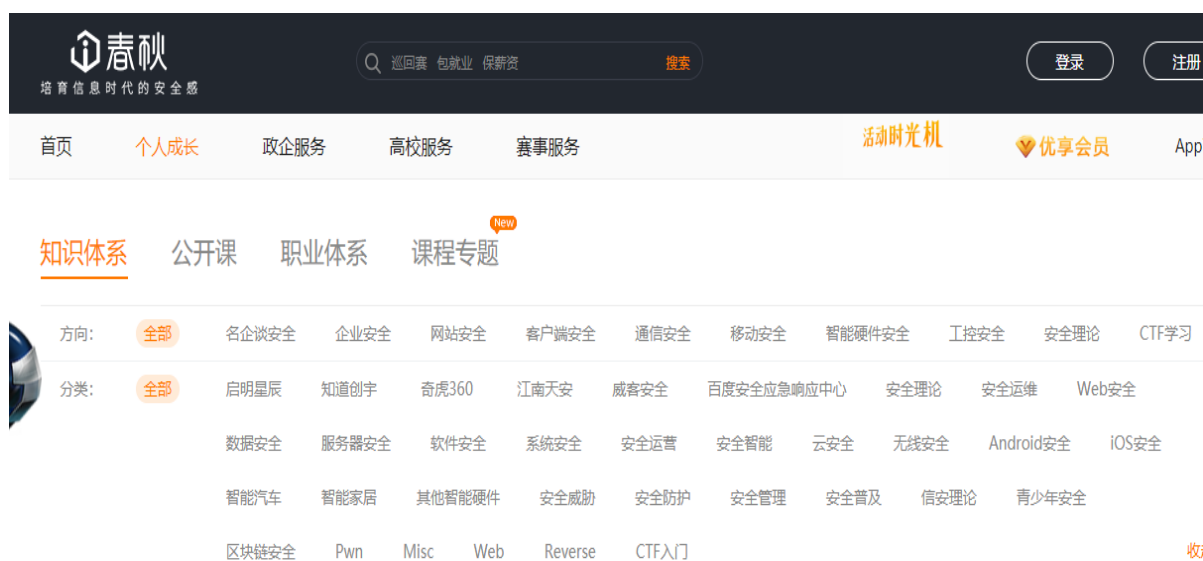 i春秋
培育信息时代的安全感
巡回赛 包就业 保薪资 搜索 登录 注册
首页 个人成长 政企服务 高校服务 赛事服务 活动时光机 优享会员 App
知识体系 公开课 职业体系 课程专题 New
方向: 全部 名企谈安全 企业安全 网站安全 客户端安全 通信安全 移动安全 智能硬件安全 工控安全 安全理论 CTF学习
分类: 全部 启明星辰 知道创宇 奇虎360 江南天安 威客安全 百度安全应急响应中心 安全理论 安全运维 Web安全
数据安全 服务器安全 软件安全 系统安全 安全运营 安全智能 云安全 无线安全 Android安全 iOS安全
智能汽车 智能家居 其他智能硬件 安全威胁 安全防护 安全管理 安全普及 信安理论 青少年安全
区块链安全 Pwn Misc Web Reverse CTF入门 收